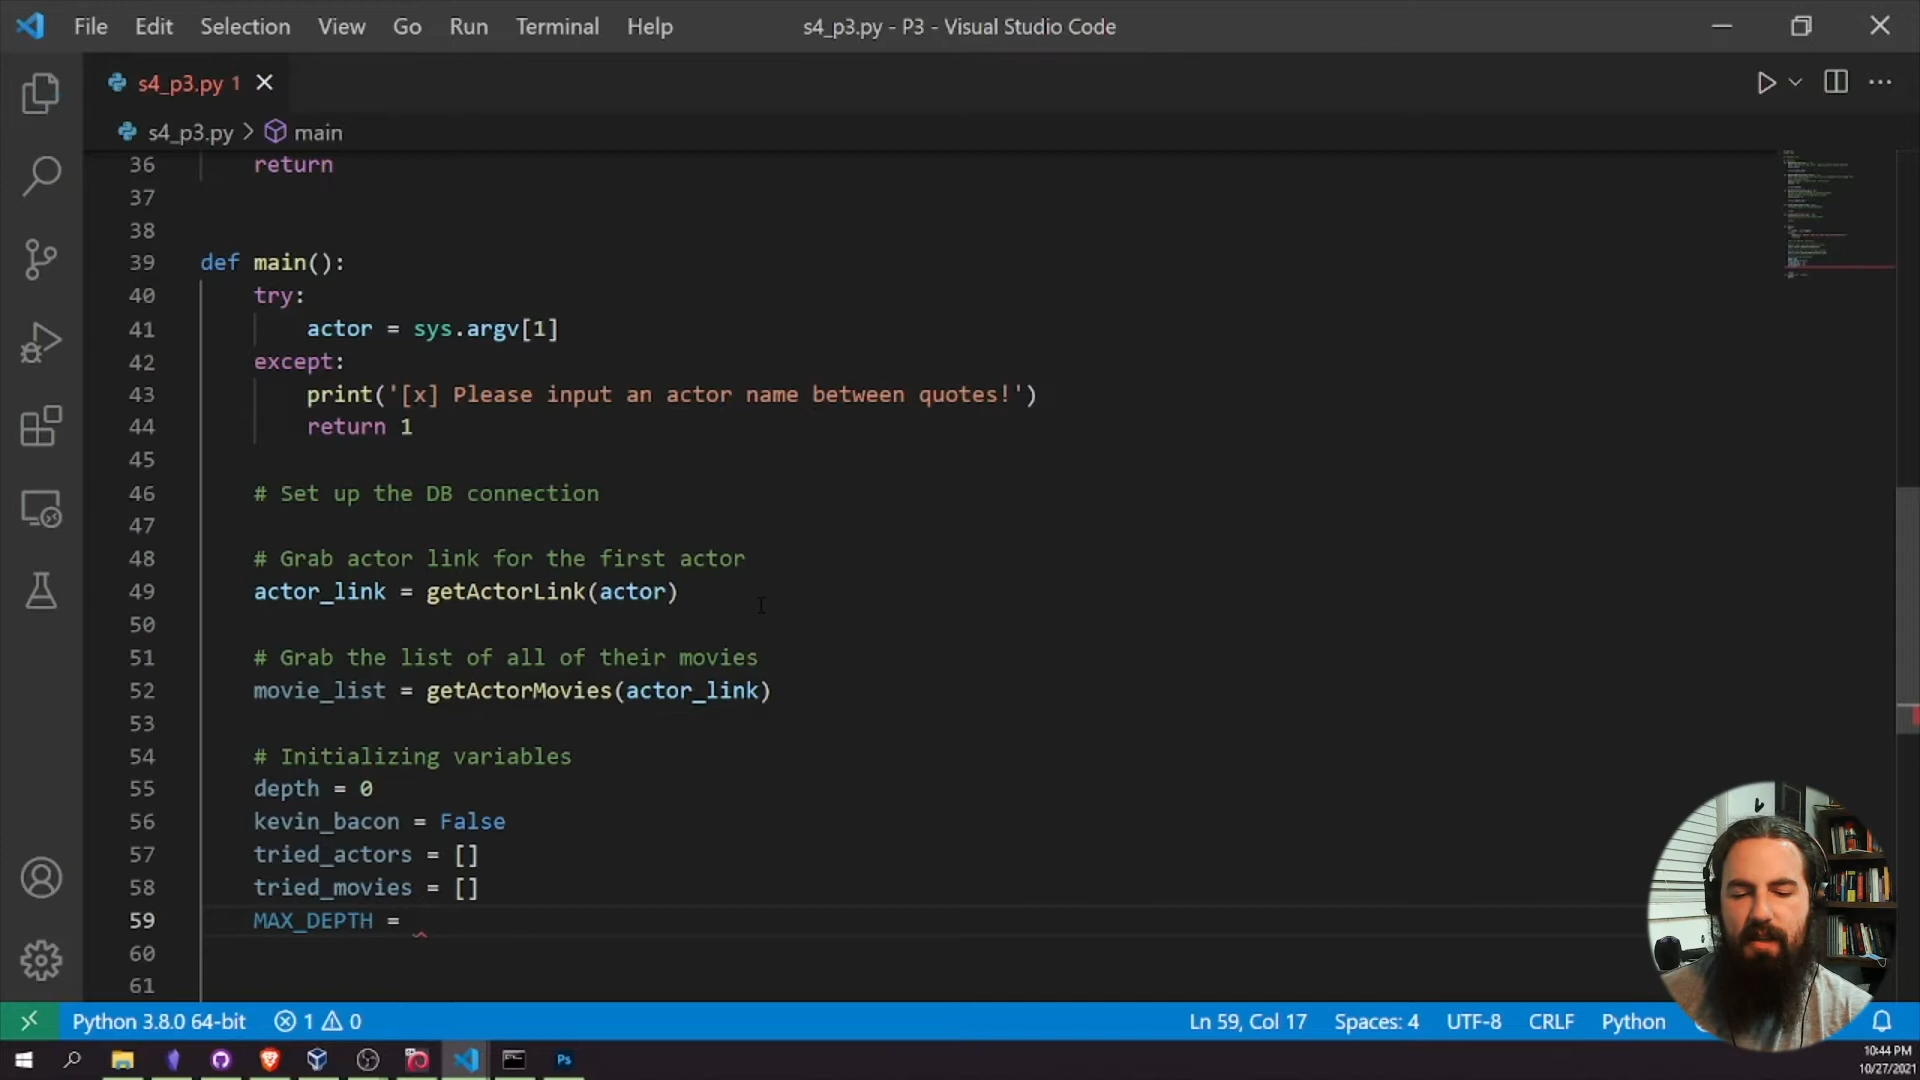 File Edit Selection View Go Run Terminal Help s4_p3.py - P3 - Visual Studio Code
s4_p3.py 1
s4_p3.py > main
36 return
37
38
39 def main():
40 try:
41 actor = sys.argv[1]
42 except:
43 print('[x] Please input an actor name between quotes!')
44 return 1
45
46 # Set up the DB connection
47
48 # Grab actor link for the first actor
49 actor_link = getActorLink(actor)
50
51 # Grab the list of all of their movies
52 movie_list = getActorMovies(actor_link)
53
54 # Initializing variables
55 depth = 0
56 kevin_bacon = False
57 tried_actors = []
58 tried_movies = []
59 MAX_DEPTH =
60
61
Python 3.8.0 64-bit 1 0 Ln 59, Col 17 Spaces: 4 UTF-8 CRLF Python
Ps
10:44 PM
10/27/2021